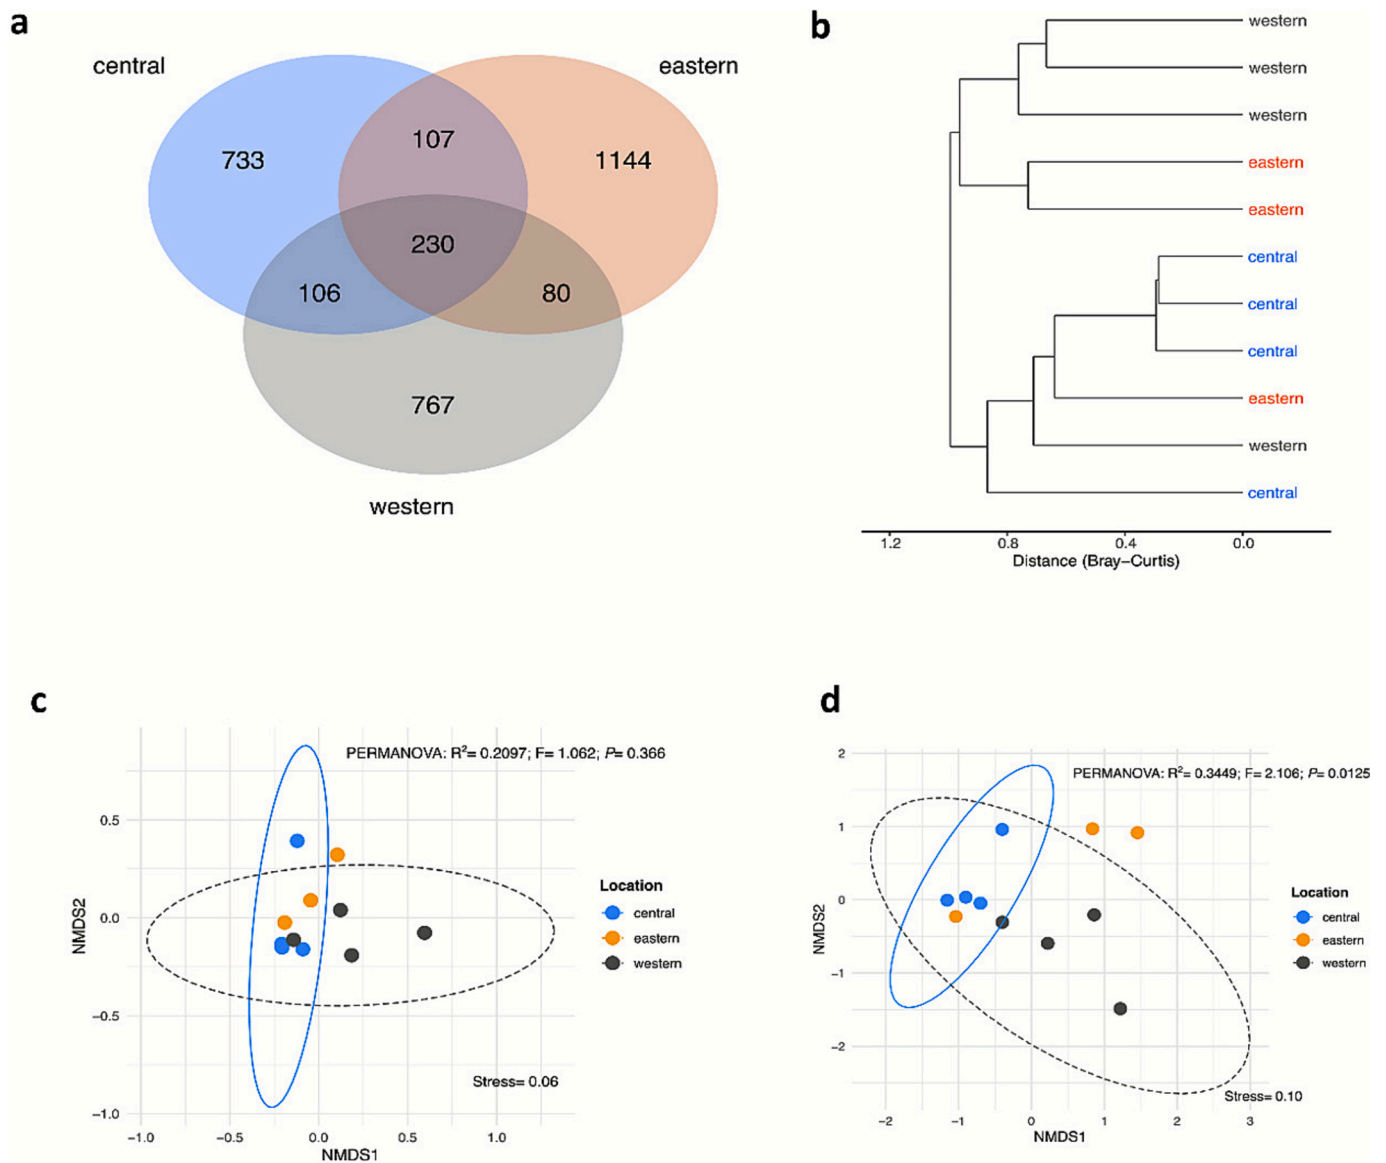 a
central
eastern
733
107
1144
230
106
80
767
western
b
western
western
western
eastern
eastern
central
central
central
eastern
western
central
1.2 0.8 0.4 0.0
Distance (Bray−Curtis)
c
PERMANOVA: R²= 0.2097; F= 1.062; P= 0.366
0.5
0.0
−0.5
−1.0
NMDS2
Stress= 0.06
−1.0 −0.5 0.0 0.5 1.0
NMDS1
Location
central
eastern
western
d
PERMANOVA: R²= 0.3449; F= 2.106; P= 0.0125
2
1
0
−1
−2
NMDS2
Stress= 0.10
−2 −1 0 1 2 3
NMDS1
Location
central
eastern
western